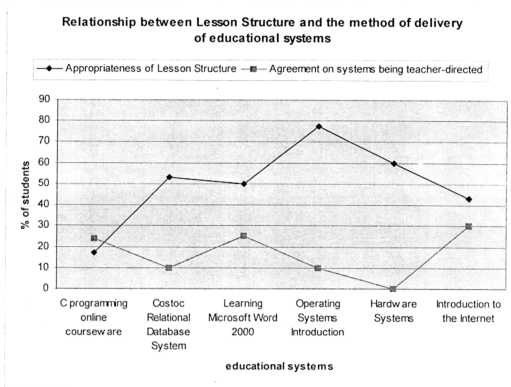 Relationship between Lesson Structure and the method of delivery
of educational systems
Appropriateness of Lesson Structure
Agreement on systems being teacher-directed
90
80
70
60
50
40
30
20
10
0
% of students
C programming
online
courseware
Costoc
Relational
Database
System
Learning
Microsoft Word
2000
Operating
Systems
Introduction
Hardware
Systems
Introduction to
the Internet
educational systems